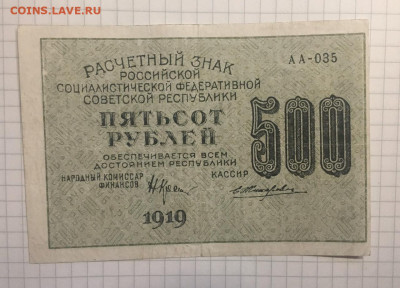 COINS.LAVE.RU
РАСЧЕТНЫЙ ЗНАК
РОССИЙСКОЙ
СОЦИАЛИСТИЧЕСКОЙ ФЕДЕРАТИВНОЙ
СОВЕТСКОЙ РЕСПУБЛИКИ
АА-035
ПЯТЬСОТ
РУБЛЕЙ
500
ОБЕСПЕЧИВАЕТСЯ ВСЕМ
ДОСТОЯНИЕМ РЕСПУБЛИКИ
НАРОДНЫЙ КОМИССАР
ФИНАНСОВ
КАССИР
1919